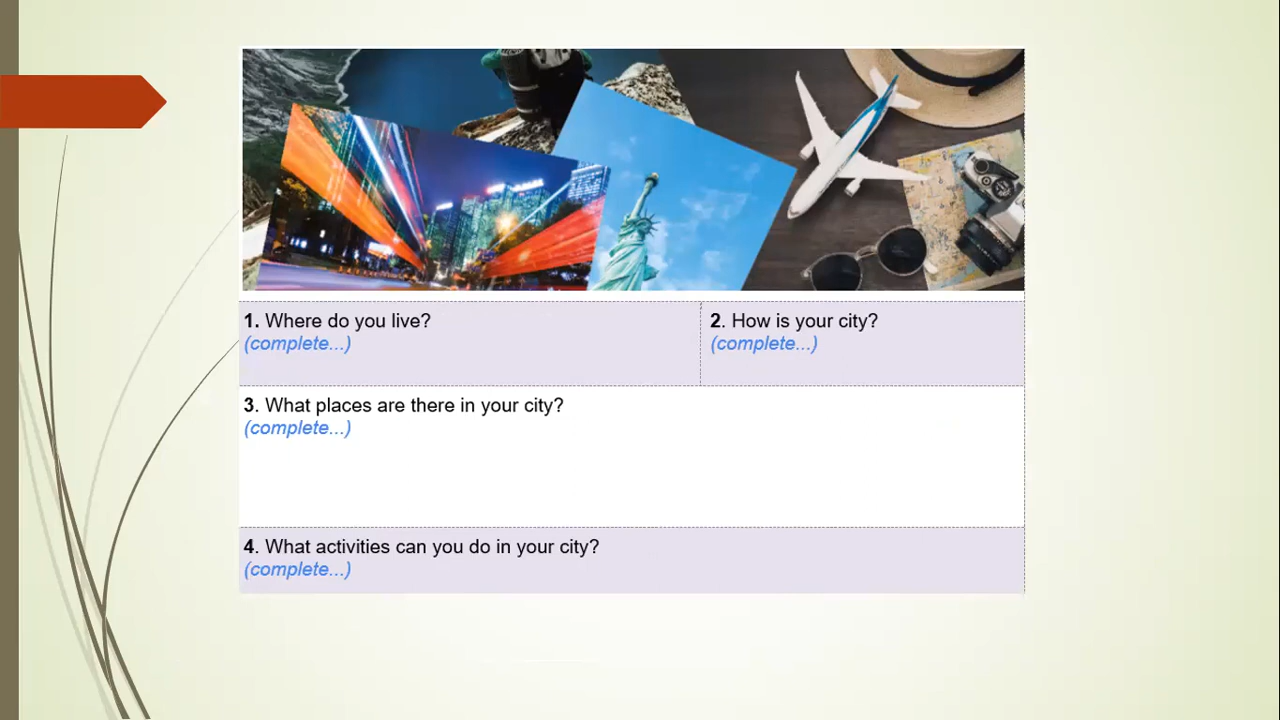 1. Where do you live?
(complete...)
2. How is your city?
(complete...)
3. What places are there in your city?
(complete...)
4. What activities can you do in your city?
(complete...)